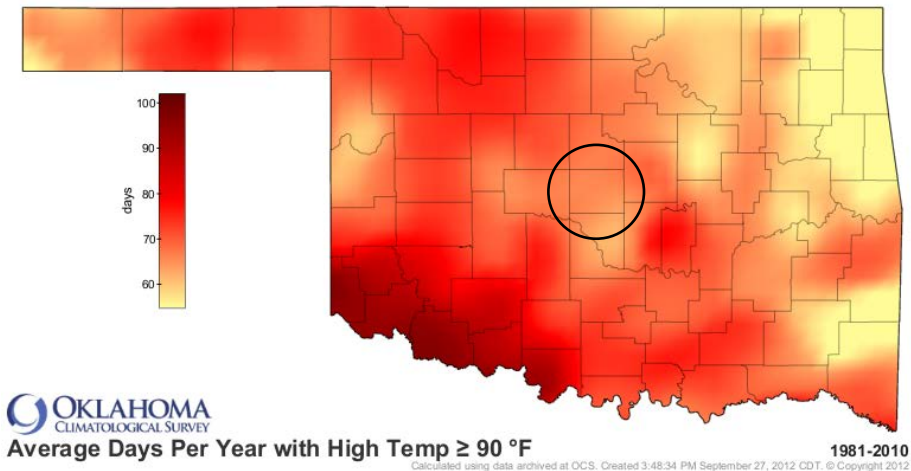 100
90
80
70
60
days
OKLAHOMA
CLIMATOLOGICAL SURVEY
Average Days Per Year with High Temp ≥ 90 °F
1981-2010
Calculated using data archived at OCS. Created 3:48:34 PM September 27, 2012 CDT. © Copyright 2012